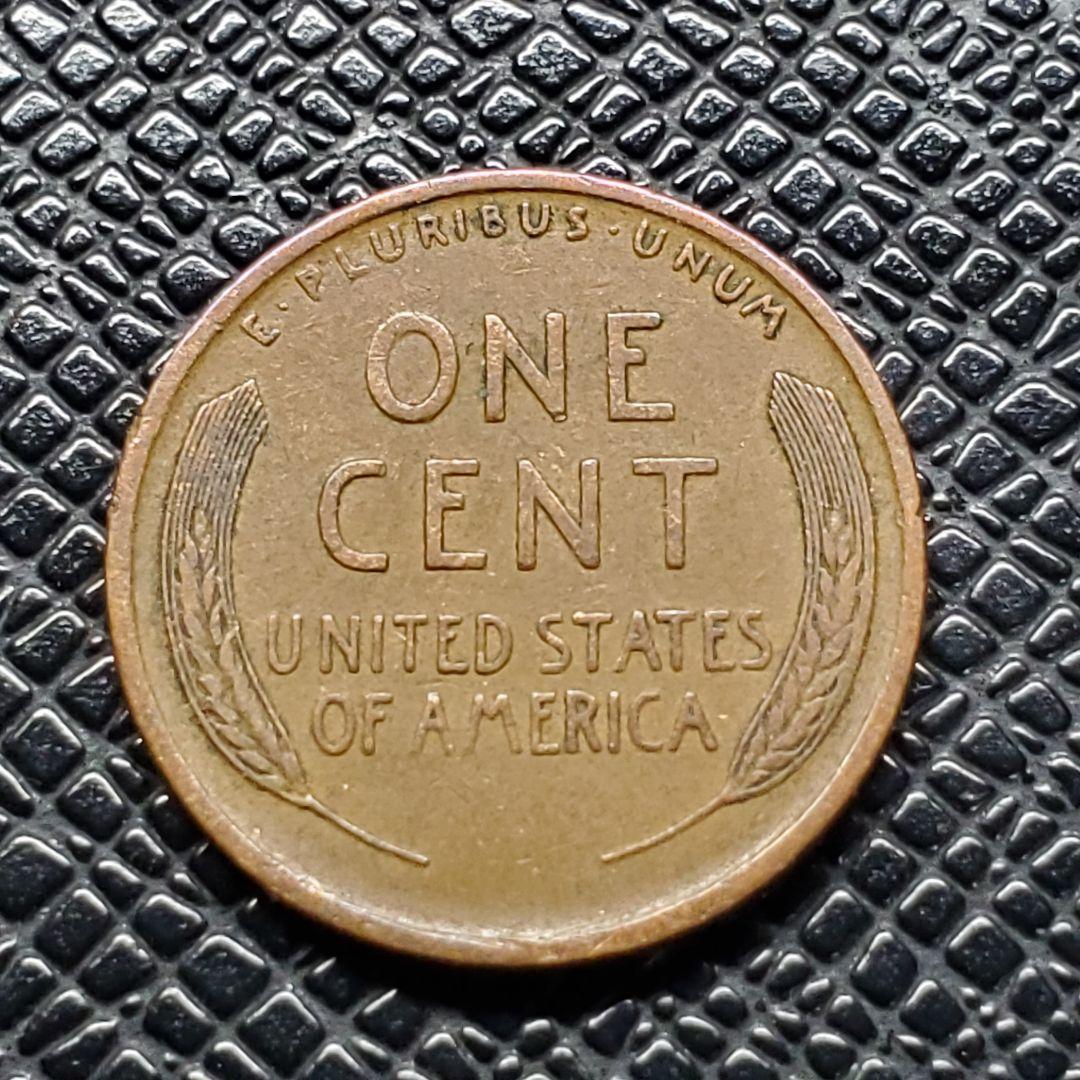 E · PLURIBUS · UNUM
ONE
CENT
UNITED STATES
OF AMERICA